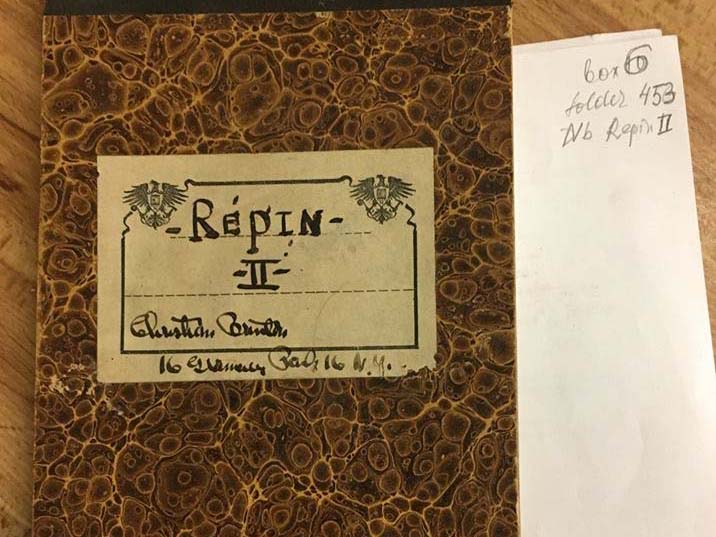 -RÉPIN-
-II-
Christian Brinton
16 Gramercy Park 16 N.Y.
box 6
folder 453
Nb Repin II